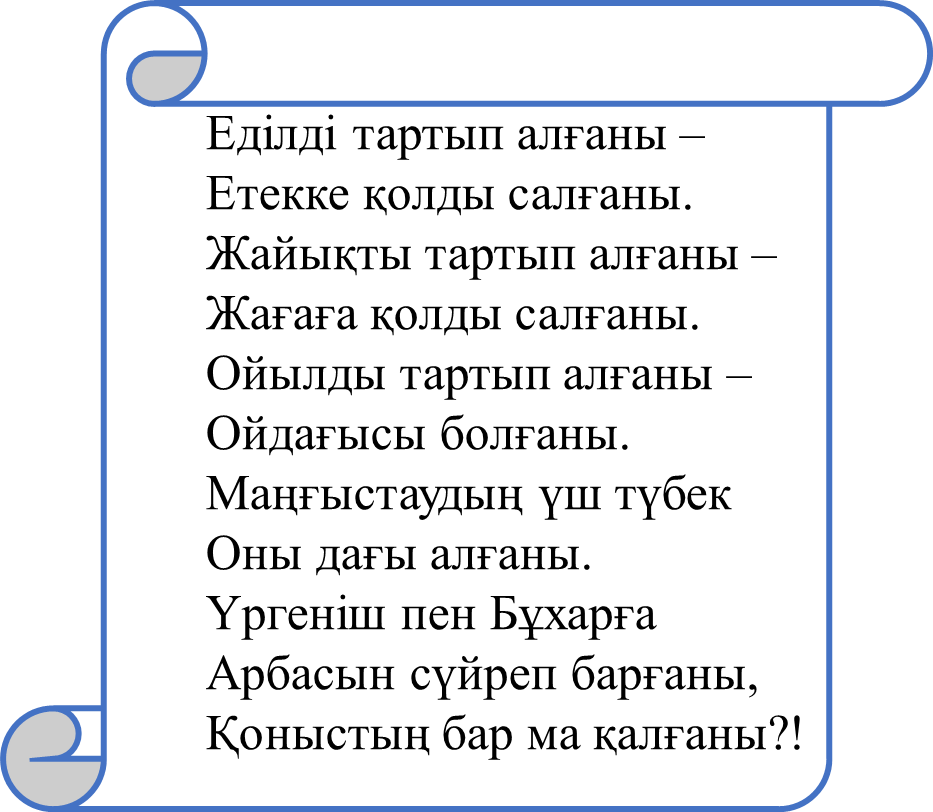 Еділді тартып алғаны –
Етекке қолды салғаны.
Жайықты тартып алғаны –
Жағаға қолды салғаны.
Ойылды тартып алғаны –
Ойдағысы болғаны.
Маңғыстаудың үш түбек
Оны дағы алғаны.
Үргеніш пен Бұхарға
Арбасын сүйреп барғаны,
Қоныстың бар ма қалғаны?!